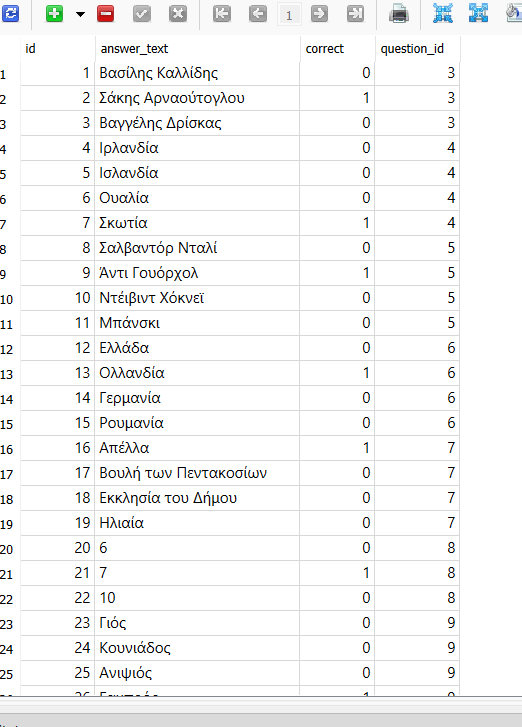 1
id answer_text correct question_id
1 1 Βασίλης Καλλίδης 0 3
2 2 Σάκης Αρναούτογλου 1 3
3 3 Βαγγέλης Δρίσκας 0 3
4 4 Ιρλανδία 0 4
5 5 Ισλανδία 0 4
6 6 Ουαλία 0 4
7 7 Σκωτία 1 4
8 8 Σαλβαντόρ Νταλί 0 5
9 9 Άντι Γουόρχολ 1 5
10 10 Ντέιβιντ Χόκνεϊ 0 5
11 11 Μπάνσκι 0 5
12 12 Ελλάδα 0 6
13 13 Ολλανδία 1 6
14 14 Γερμανία 0 6
15 15 Ρουμανία 0 6
16 16 Απέλλα 1 7
17 17 Βουλή των Πεντακοσίων 0 7
18 18 Εκκλησία του Δήμου 0 7
19 19 Ηλιαία 0 7
20 20 6 0 8
21 21 7 1 8
22 22 10 0 8
23 23 Γιός 0 9
24 24 Κουνιάδος 0 9
25 25 Ανιψιός 0 9